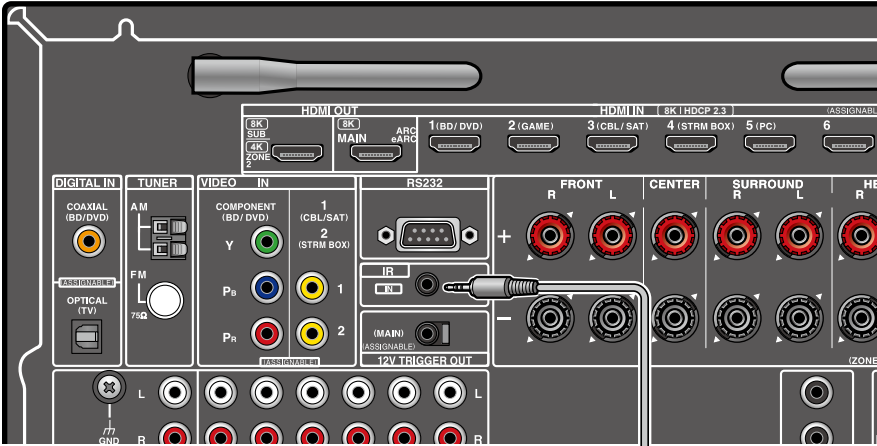 HDMI OUT
HDMI IN
8K | HDCP 2.3
(ASSIGNABL
8K
SUB
4K
ZONE
2
8K
MAIN
ARC
eARC
1 (BD/DVD)
2 (GAME)
3 (CBL/SAT)
4 (STRM BOX)
5 (PC)
6
DIGITAL IN
COAXIAL
(BD/DVD)
ASSIGNABLE
OPTICAL
(TV)
TUNER
AM
FM
75Ω
VIDEO IN
COMPONENT
(BD/DVD)
Y
PB
PR
1
(CBL/SAT)
2
(STRM BOX)
1
2
(ASSIGNABLE)
RS232
IR
IN
(MAIN)
(ASSIGNABLE)
12V TRIGGER OUT
FRONT
R
L
CENTER
SURROUND
R
L
HE
R
+
−
(ZONE
L
L
GND
R
R